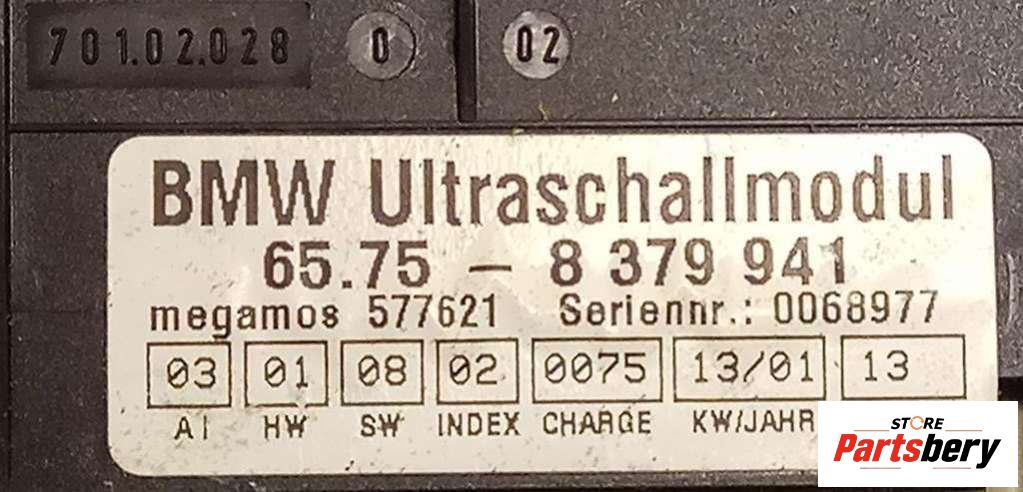 701.02.028 0 02
BMW Ultraschallmodul
65.75 – 8 379 941
megamos 577621 Seriennr.: 0068977
03 01 08 02 0075 13/01 13
AI HW SW INDEX CHARGE KW/JAHR
STORE
Partsbery